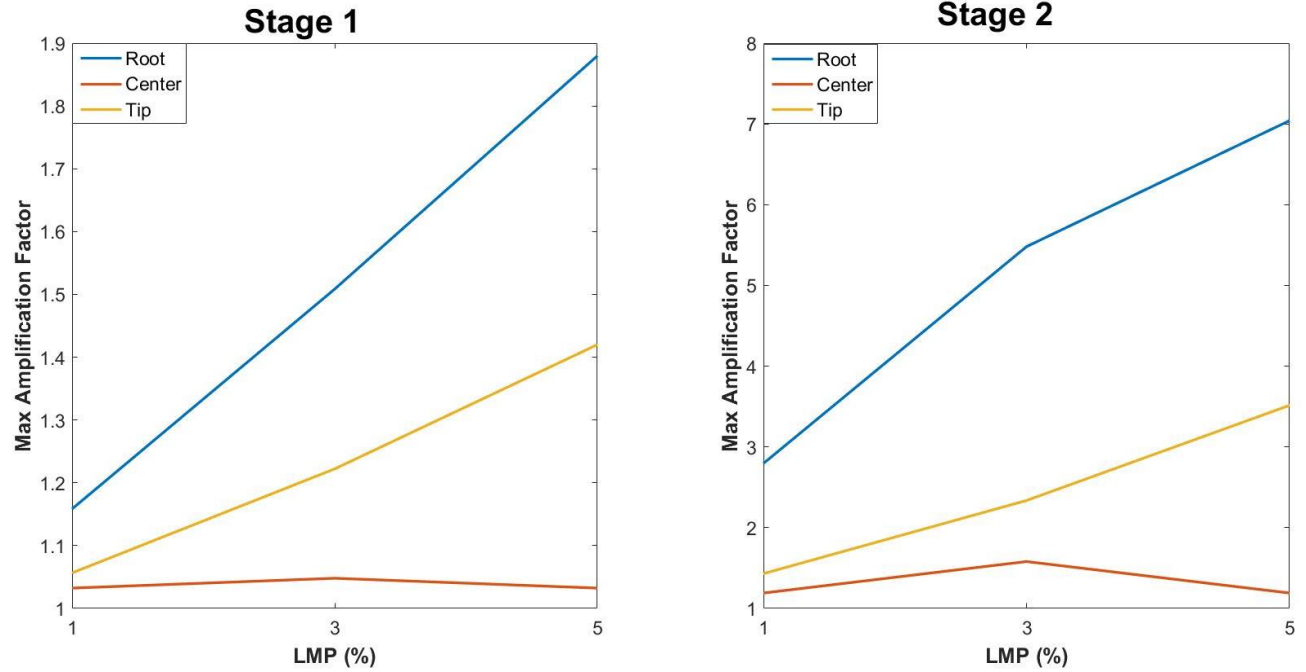 Stage 1
Root
Center
Tip
1.9
1.8
1.7
1.6
1.5
1.4
1.3
1.2
1.1
1
Max Amplification Factor
1 3 5
LMP (%)
Stage 2
Root
Center
Tip
8
7
6
5
4
3
2
1
Max Amplification Factor
1 3 5
LMP (%)